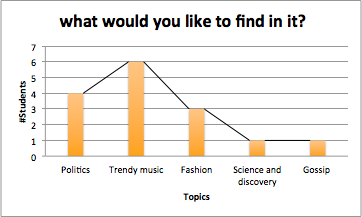 what would you like to find in it?
#Students
7
6
5
4
3
2
1
0
Politics
Trendy music
Fashion
Science and
discovery
Gossip
Topics